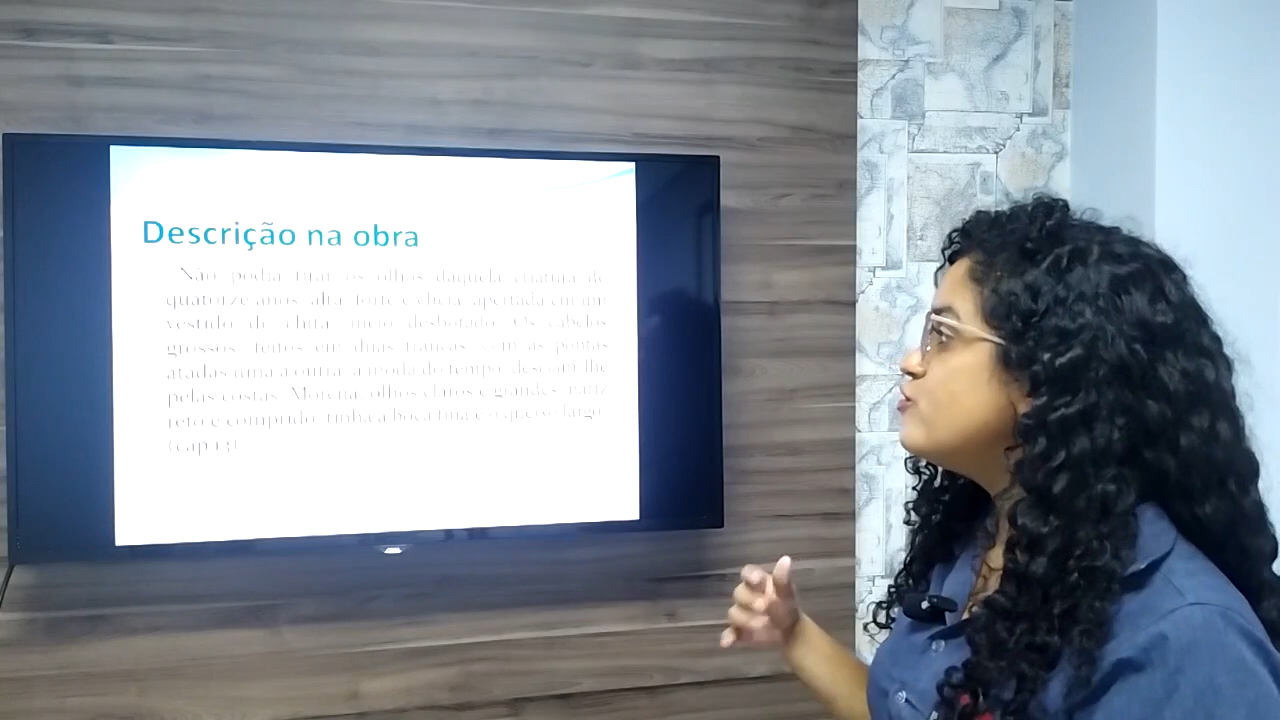 Descrição na obra
Não podia tirar os olhos daquela criatura de
quatorze anos, alta, forte e cheia, apertada em um
vestido de chita, meio desbotado. Os cabelos
grossos, feitos em duas tranças, com as pontas
atadas uma à outra, à moda do tempo, desciam-lhe
pelas costas. Morena, olhos claros e grandes, nariz
reto e comprido, tinha a boca fina e o queixo largo.
(cap.13)